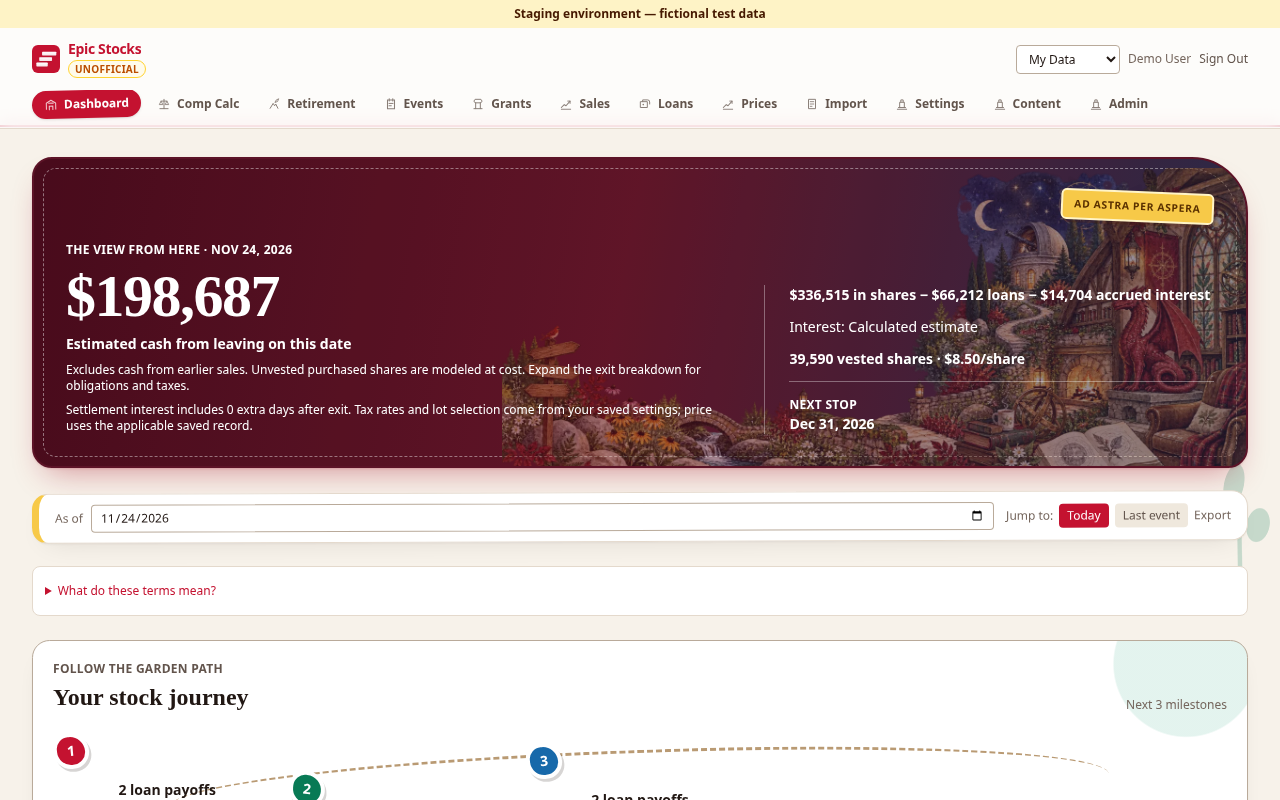 Staging environment — fictional test data
Epic Stocks
UNOFFICIAL
My Data
Demo User
Sign Out
Dashboard
Comp Calc
Retirement
Events
Grants
Sales
Loans
Prices
Import
Settings
Content
Admin
AD ASTRA PER ASPERA
THE VIEW FROM HERE · NOV 24, 2026
$198,687
Estimated cash from leaving on this date
Excludes cash from earlier sales. Unvested purchased shares are modeled at cost. Expand the exit breakdown for
obligations and taxes.
Settlement interest includes 0 extra days after exit. Tax rates and lot selection come from your saved settings; price
uses the applicable saved record.
$336,515 in shares − $66,212 loans − $14,704 accrued interest
Interest: Calculated estimate
39,590 vested shares · $8.50/share
NEXT STOP
Dec 31, 2026
As of
11/24/2026
Jump to:
Today
Last event
Export
What do these terms mean?
FOLLOW THE GARDEN PATH
Your stock journey
Next 3 milestones
1
2 loan payoffs
2
3
2 loan payoffs